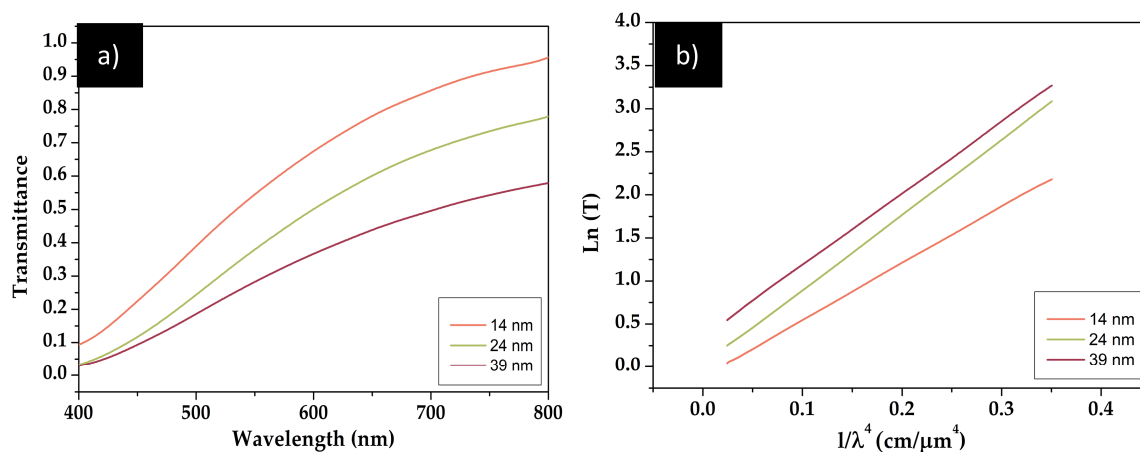 a)
1.0
0.9
0.8
0.7
0.6
0.5
0.4
0.3
0.2
0.1
0.0
Transmittance
400 500 600 700 800
Wavelength (nm)
14 nm
24 nm
39 nm
b)
4.0
3.5
3.0
2.5
2.0
1.5
1.0
0.5
0.0
Ln (T)
0.0 0.1 0.2 0.3 0.4
l/λ⁴ (cm/μm⁴)
14 nm
24 nm
39 nm